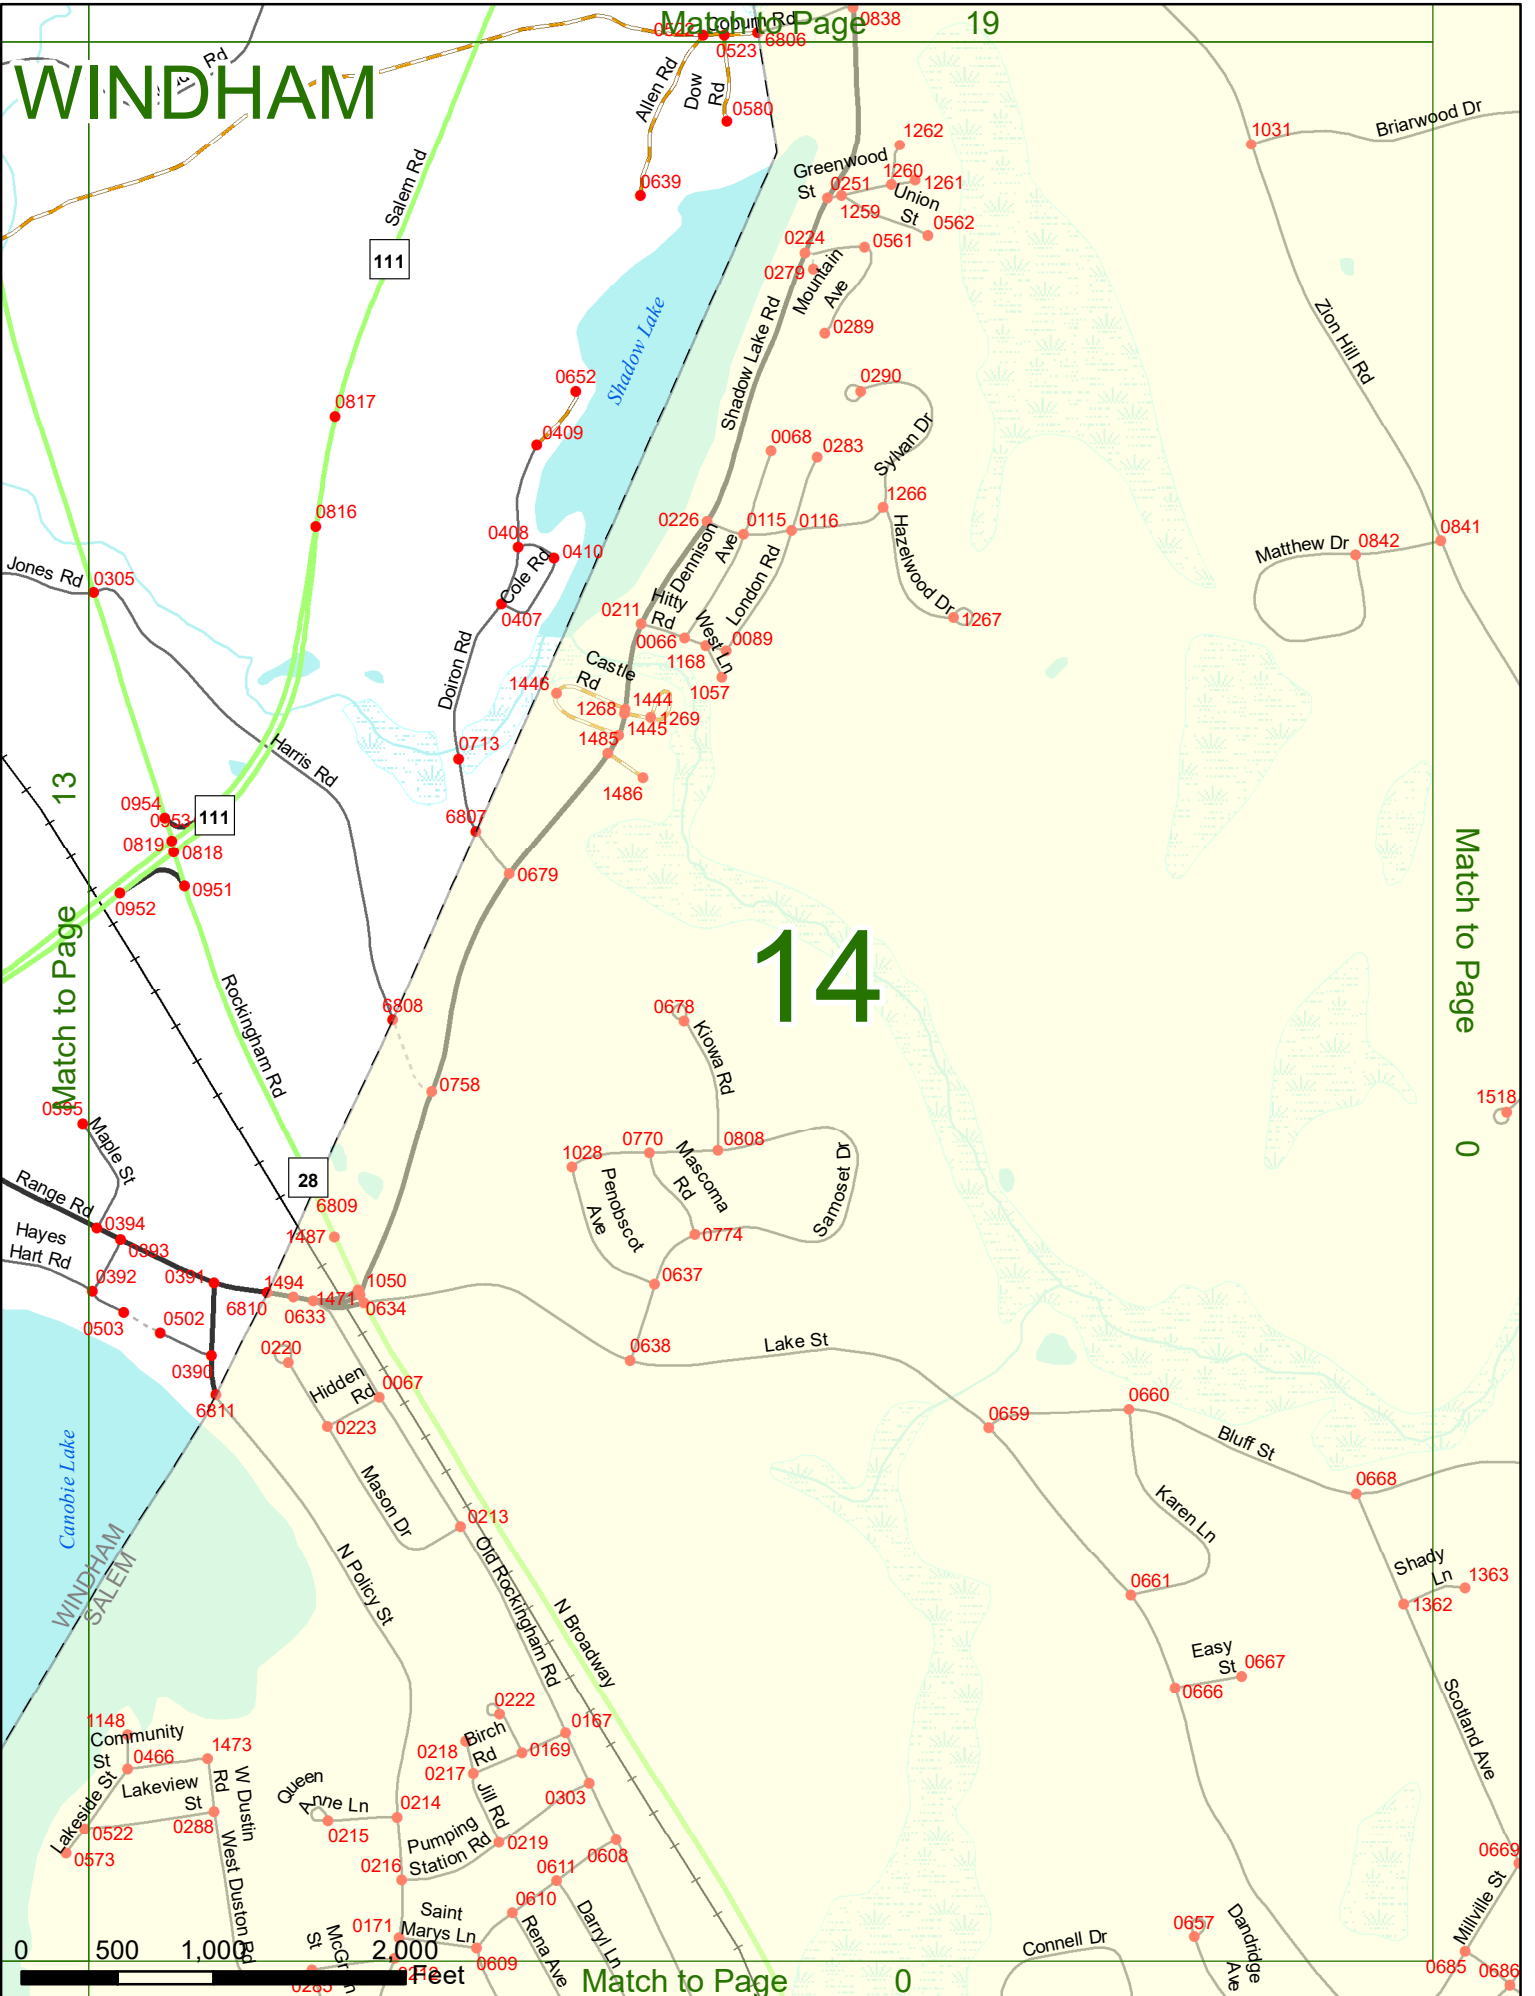 Match to Page 19
0522 Coburn Rd
0523 6806
0838
Rd
WINDHAM
Allen Rd
Dow Rd
0580
0639
Salem Rd
111
1262
Greenwood St
0251
1260
1261
1259
Union St
0562
0224
0561
0279
Mountain Ave
0289
1031
Briarwood Dr
Zion Hill Rd
Shadow Lake
Shadow Lake Rd
0652
0817
0409
0290
0068
0283
Sylvan Dr
1266
0816
0408
0410
Cole Rd
0407
0226
0115
0116
Dennison Ave
London Rd
Hazelwood Dr
1267
Matthew Dr
0842
0841
Jones Rd
0305
0211
Hitty Rd
0066
West Ln
0089
1168
1057
Doiron Rd
Castle Rd
1446
1444
1268
1269
1445
1485
1486
0713
Harris Rd
13
Match to Page
0954
0953
111
0819
0818
0951
0952
6807
0679
14
Match to Page
0
Rockingham Rd
6808
0758
0678
Kiowa Rd
1518
0395
Maple St
1028
0770
0808
Mascoma Rd
Penobscot Ave
Samoset Dr
0774
0637
28
6809
1487
Range Rd
0394
Hayes Hart Rd
0393
0392
0391
1494
6810
0633
1471
1050
0634
0503
0502
0390
6811
0220
Hidden Rd
0067
0223
0638
Lake St
0659
0660
Bluff St
0668
Karen Ln
0661
Shady Ln
1363
1362
Canobie Lake
WINDHAM
SALEM
Mason Dr
0213
N Policy St
Old Rockingham Rd
N Broadway
Easy St
0667
0666
Scotland Ave
1148
Community St
0466
1473
Lakeside St
Lakeview St
Rd
W Dustin
0288
0522
0573
West Duston Rd
0222
0218
Birch Rd
0167
0169
0217
Jill Rd
0303
Queen Anne Ln
0214
0215
Pumping Station Rd
0219
0216
0608
0611
0610
Saint Marys Ln
0171
0609
Rena Ave
Darryl Ln
St
0212
0285
0657
Dandridge Ave
Connell Dr
0669
Millville St
0685
0686
0 500 1,000 2,000
Feet
Match to Page 0